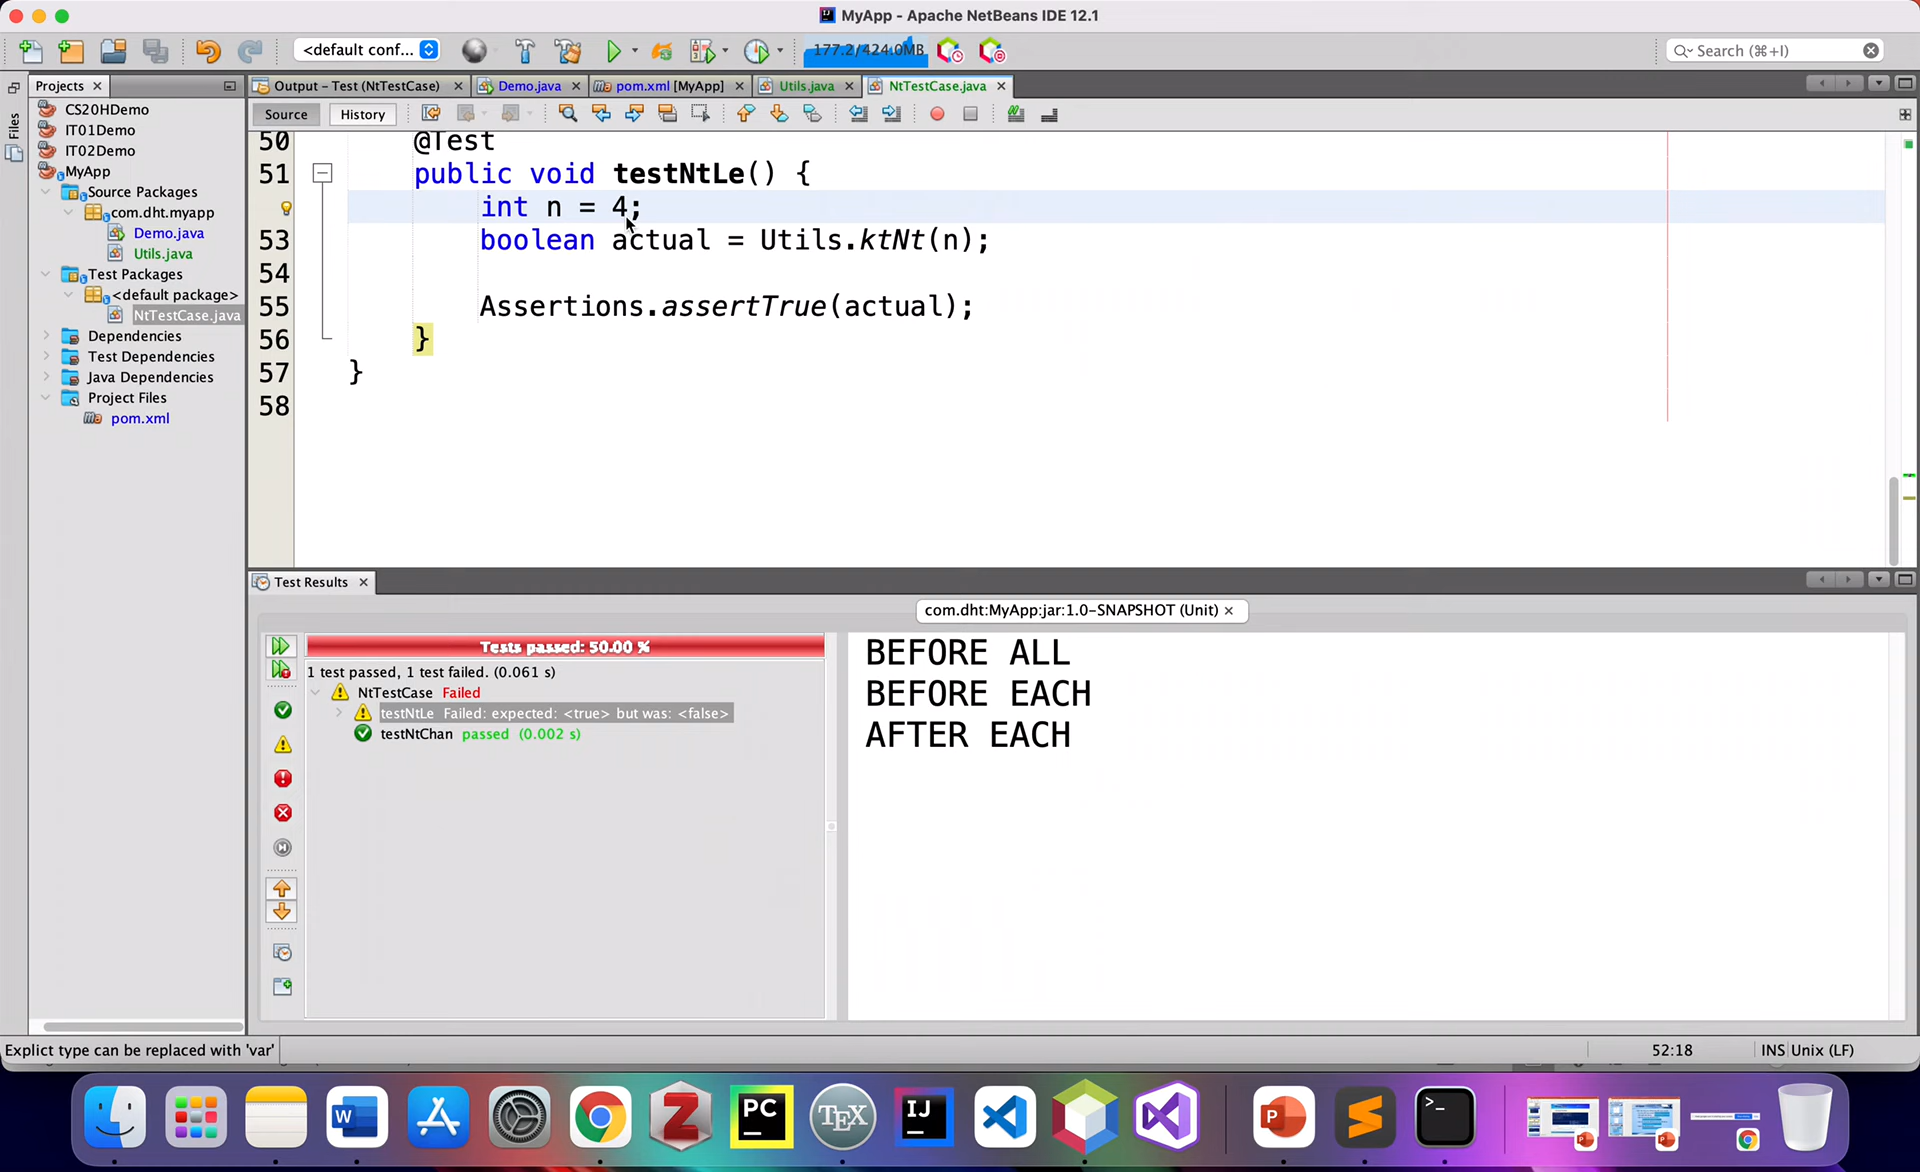 MyApp - Apache NetBeans IDE 12.1
<default conf...
177.2/424.0MB
Search (⌘+I)
Projects
Output - Test (NtTestCase)
Demo.java
pom.xml [MyApp]
Utils.java
NtTestCase.java
Files
Source
History
CS20HDemo
IT01Demo
IT02Demo
MyApp
Source Packages
com.dht.myapp
Demo.java
Utils.java
Test Packages
<default package>
NtTestCase.java
Dependencies
Test Dependencies
Java Dependencies
Project Files
pom.xml
50 @Test
51 public void testNtLe() {
int n = 4;
53 boolean actual = Utils.ktNt(n);
54
55 Assertions.assertTrue(actual);
56 }
57 }
58
Test Results
com.dht:MyApp:jar:1.0-SNAPSHOT (Unit)
Tests passed: 50.00 %
1 test passed, 1 test failed. (0.061 s)
NtTestCase Failed
testNtLe Failed: expected: <true> but was: <false>
testNtChan passed (0.002 s)
BEFORE ALL
BEFORE EACH
AFTER EACH
Explict type can be replaced with 'var'
52:18
INS
Unix (LF)
W
Z
PC
TEX
IJ
P
>_